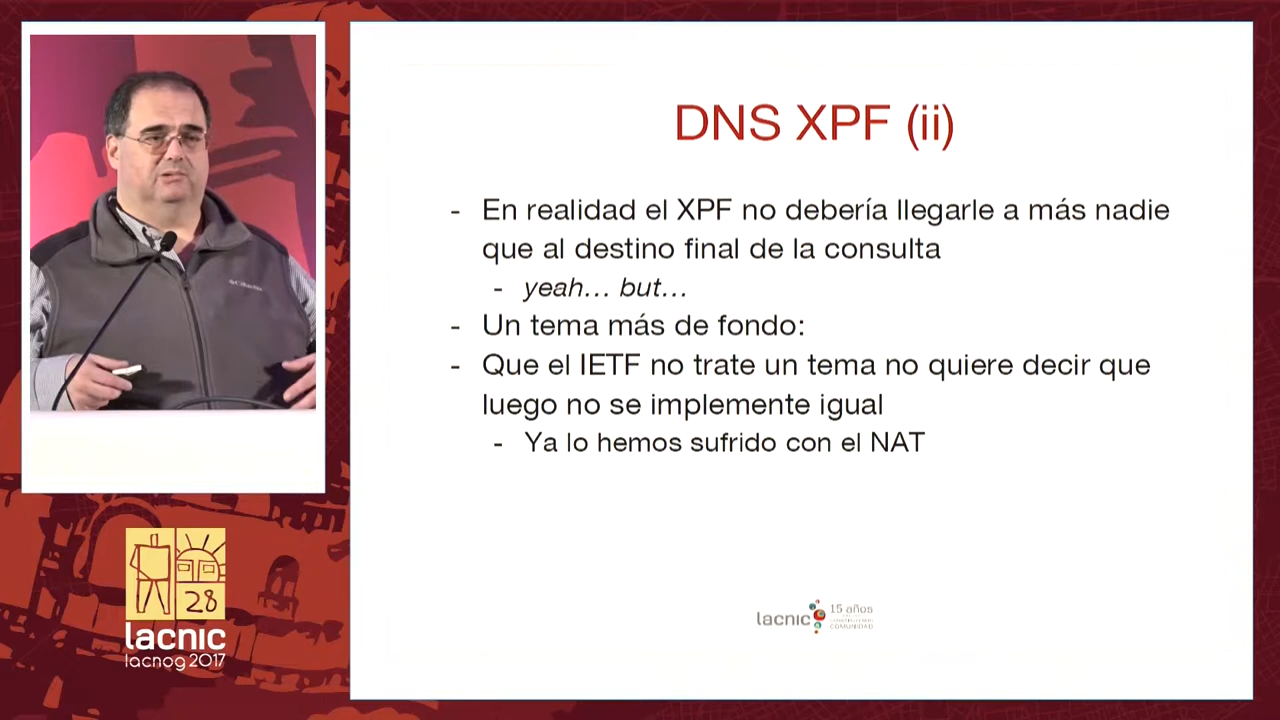 DNS XPF (ii)
- En realidad el XPF no debería llegarle a más nadie
que al destino final de la consulta
- yeah... but...
- Un tema más de fondo:
- Que el IETF no trate un tema no quiere decir que
luego no se implemente igual
- Ya lo hemos sufrido con el NAT
28
lacnic
lacnog 2017
lacnic
15 años
COMUNIDAD